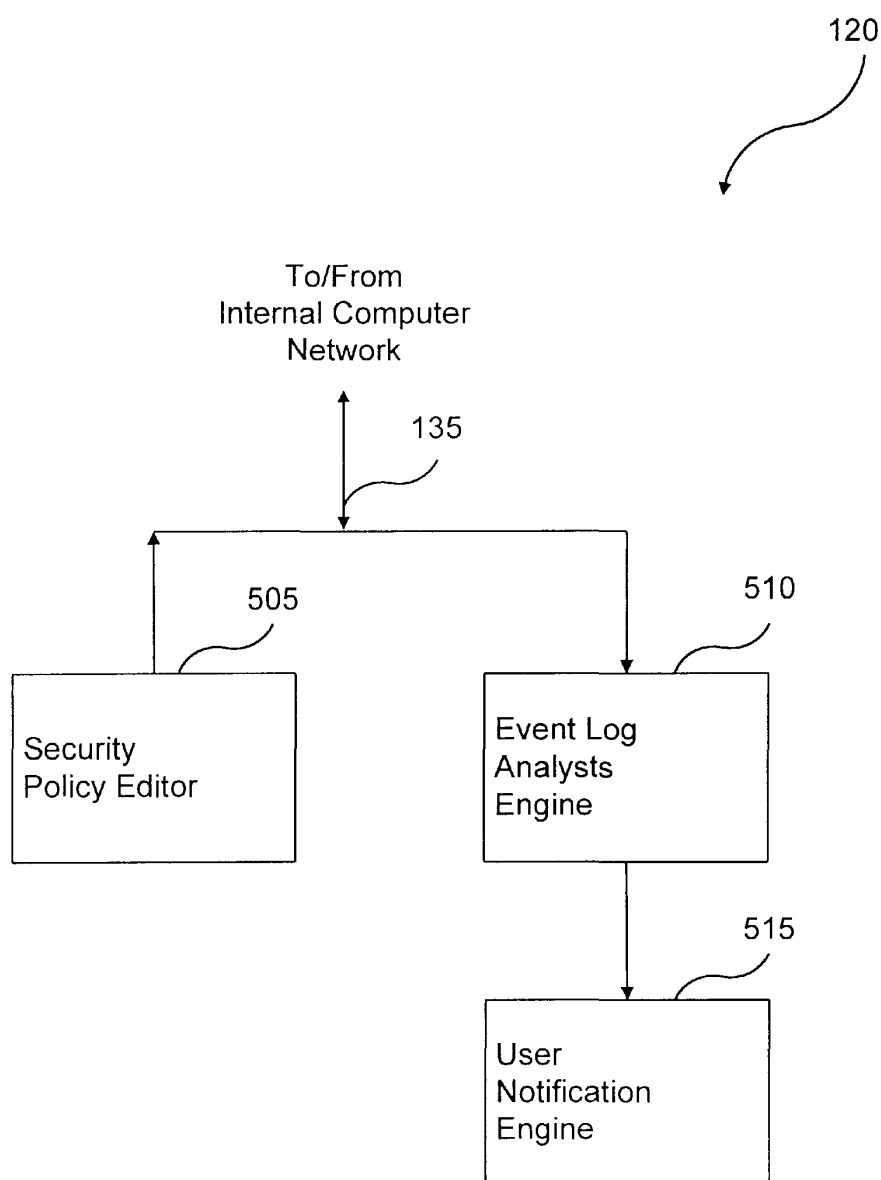 120
To/From
Internal Computer
Network
135
505
510
Security
Policy Editor
Event Log
Analysts
Engine
515
User
Notification
Engine